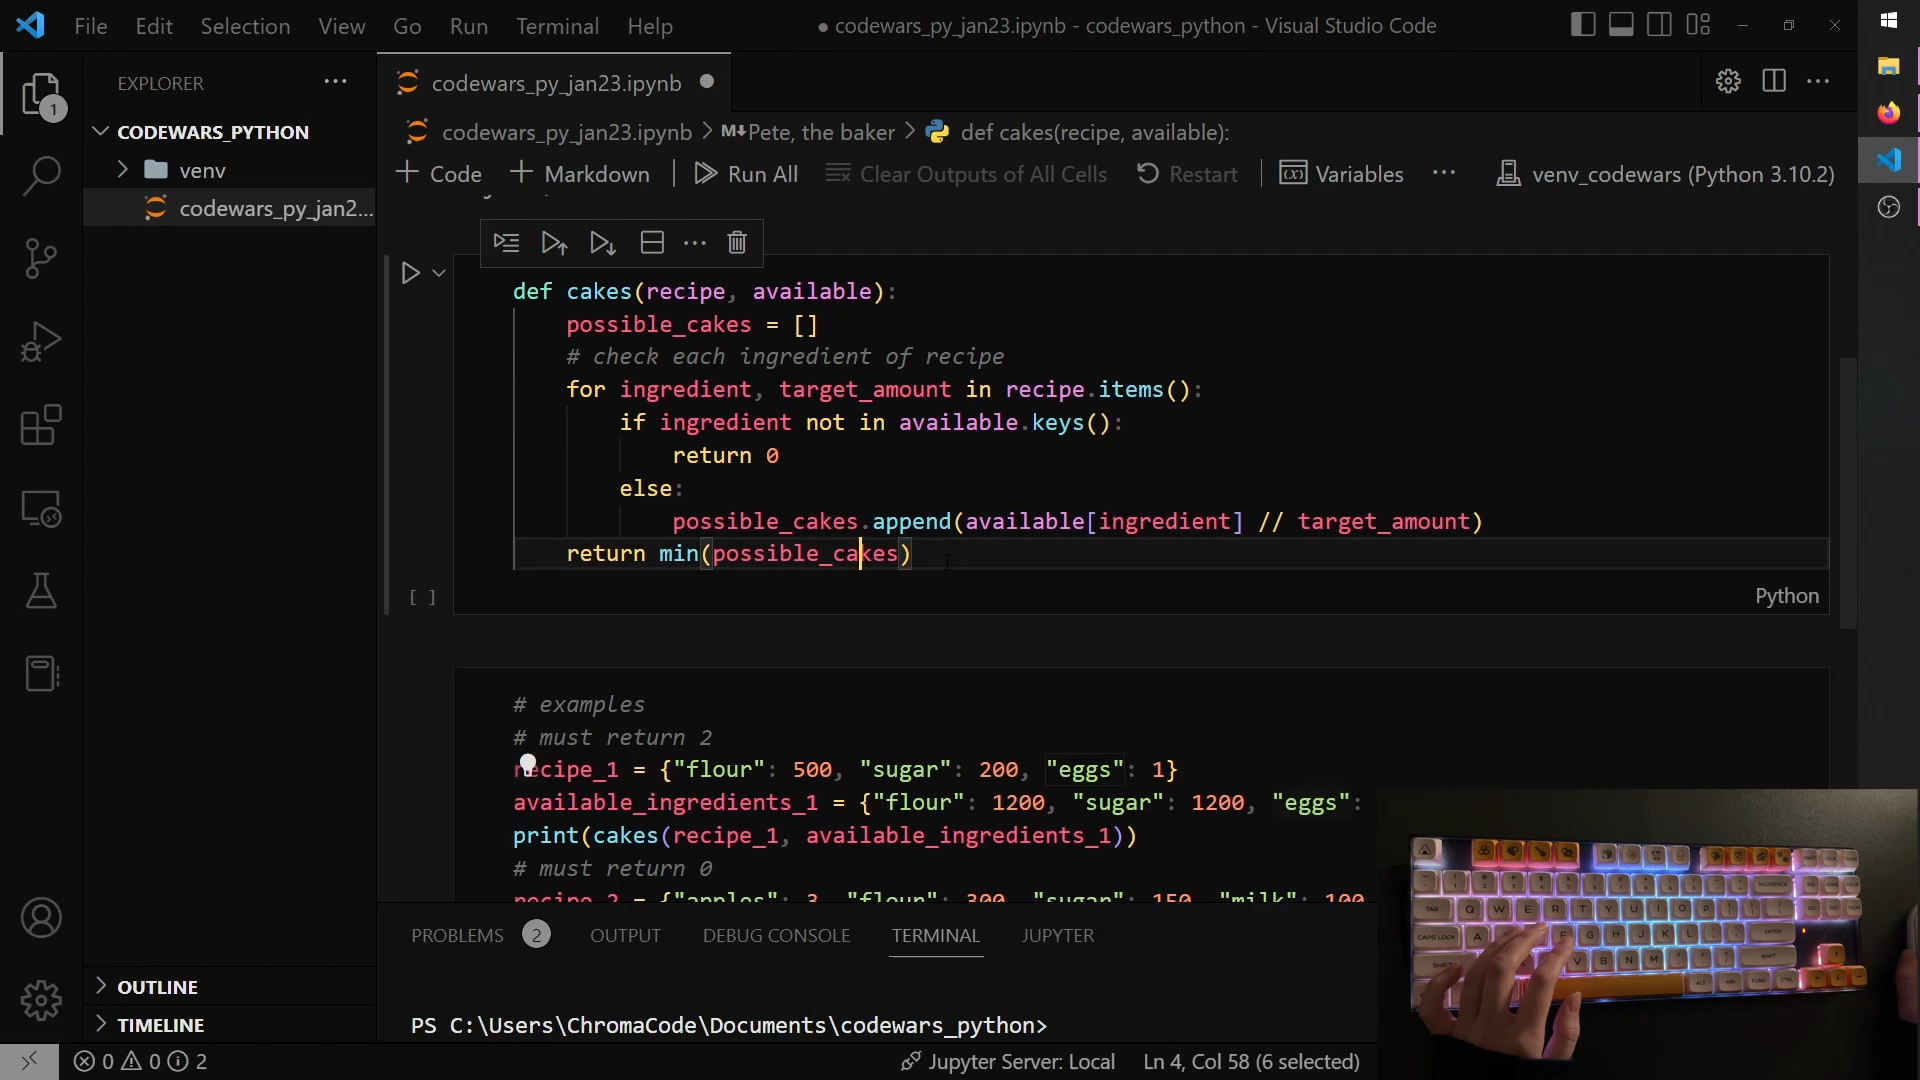 File Edit Selection View Go Run Terminal Help
● codewars_py_jan23.ipynb - codewars_python - Visual Studio Code
EXPLORER
1
CODEWARS_PYTHON
venv
codewars_py_jan2...
OUTLINE
TIMELINE
codewars_py_jan23.ipynb
codewars_py_jan23.ipynb > M↓Pete, the baker > def cakes(recipe, available):
+ Code + Markdown | Run All Clear Outputs of All Cells Restart | Variables ... venv_codewars (Python 3.10.2)
def cakes(recipe, available):
possible_cakes = []
# check each ingredient of recipe
for ingredient, target_amount in recipe.items():
if ingredient not in available.keys():
return 0
else:
possible_cakes.append(available[ingredient] // target_amount)
return min(possible_cakes)
[ ]
Python
# examples
# must return 2
recipe_1 = {"flour": 500, "sugar": 200, "eggs": 1}
available_ingredients_1 = {"flour": 1200, "sugar": 1200, "eggs":
print(cakes(recipe_1, available_ingredients_1))
# must return 0
recipe_2 = {"apples": 3, "flour": 300, "sugar": 150, "milk": 100
PROBLEMS 2 OUTPUT DEBUG CONSOLE TERMINAL JUPYTER
PS C:\Users\ChromaCode\Documents\codewars_python>
0 0 2
Jupyter Server: Local Ln 4, Col 58 (6 selected)